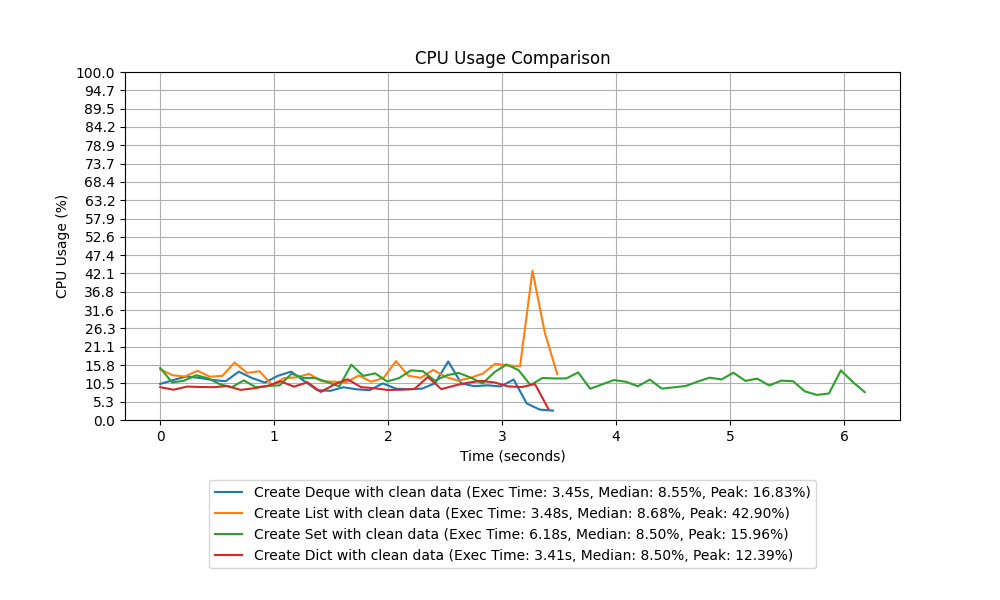 CPU Usage Comparison
100.0
94.7
89.5
84.2
78.9
73.7
68.4
63.2
57.9
52.6
47.4
42.1
36.8
31.6
26.3
21.1
15.8
10.5
5.3
0.0
CPU Usage (%)
0 1 2 3 4 5 6
Time (seconds)
Create Deque with clean data (Exec Time: 3.45s, Median: 8.55%, Peak: 16.83%)
Create List with clean data (Exec Time: 3.48s, Median: 8.68%, Peak: 42.90%)
Create Set with clean data (Exec Time: 6.18s, Median: 8.50%, Peak: 15.96%)
Create Dict with clean data (Exec Time: 3.41s, Median: 8.50%, Peak: 12.39%)